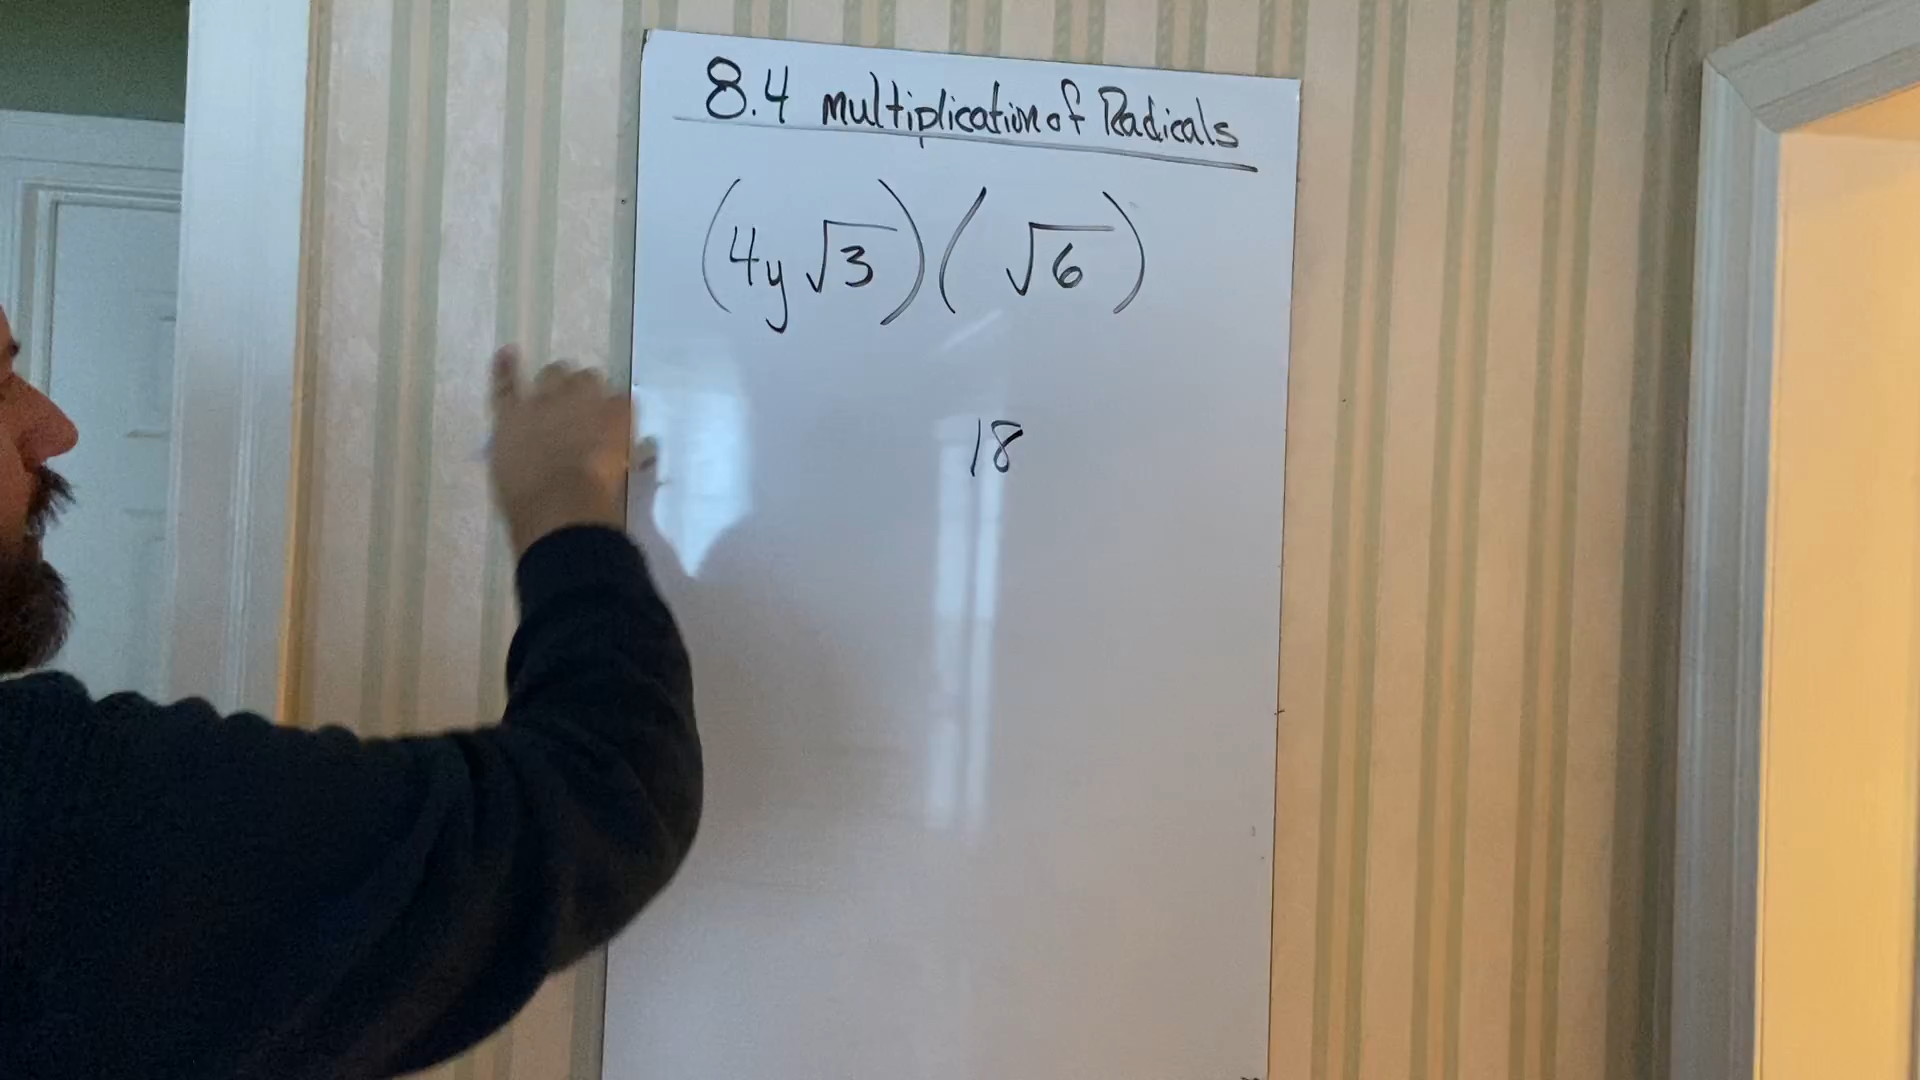 8.4 multiplication of Radicals
(4y√3)(√6)
18